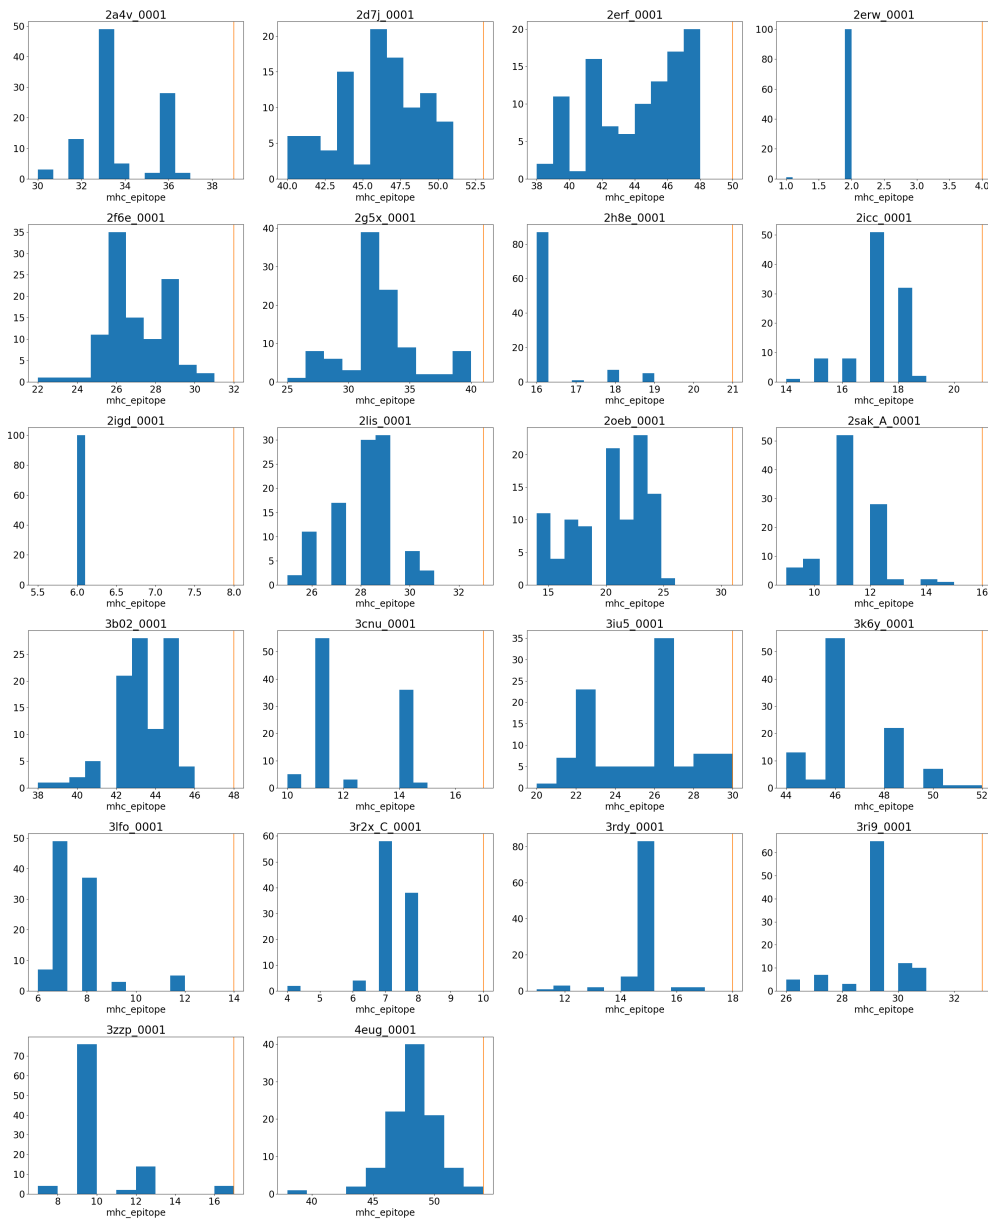 2a4v_0001
50
40
30
20
10
0
30 32 34 36 38
mhc_epitope
2d7j_0001
20
15
10
5
0
40.0 42.5 45.0 47.5 50.0 52.5
mhc_epitope
2erf_0001
20
15
10
5
0
38 40 42 44 46 48 50
mhc_epitope
2erw_0001
100
80
60
40
20
0
1.0 1.5 2.0 2.5 3.0 3.5 4.0
mhc_epitope
2f6e_0001
35
30
25
20
15
10
5
0
22 24 26 28 30 32
mhc_epitope
2g5x_0001
40
30
20
10
0
25 30 35 40
mhc_epitope
2h8e_0001
80
60
40
20
0
16 17 18 19 20 21
mhc_epitope
2icc_0001
50
40
30
20
10
0
14 16 18 20
mhc_epitope
2igd_0001
100
80
60
40
20
0
5.5 6.0 6.5 7.0 7.5 8.0
mhc_epitope
2lis_0001
30
25
20
15
10
5
0
26 28 30 32
mhc_epitope
2oeb_0001
20
15
10
5
0
15 20 25 30
mhc_epitope
2sak_A_0001
50
40
30
20
10
0
10 12 14 16
mhc_epitope
3b02_0001
25
20
15
10
5
0
38 40 42 44 46 48
mhc_epitope
3cnu_0001
50
40
30
20
10
0
10 12 14 16
mhc_epitope
3iu5_0001
35
30
25
20
15
10
5
0
20 22 24 26 28 30
mhc_epitope
3k6y_0001
50
40
30
20
10
0
44 46 48 50 52
mhc_epitope
3lfo_0001
50
40
30
20
10
0
6 8 10 12 14
mhc_epitope
3r2x_C_0001
60
50
40
30
20
10
0
4 5 6 7 8 9 10
mhc_epitope
3rdy_0001
80
60
40
20
0
12 14 16 18
mhc_epitope
3ri9_0001
60
50
40
30
20
10
0
26 28 30 32
mhc_epitope
3zzp_0001
70
60
50
40
30
20
10
0
8 10 12 14 16
mhc_epitope
4eug_0001
40
30
20
10
0
40 45 50
mhc_epitope